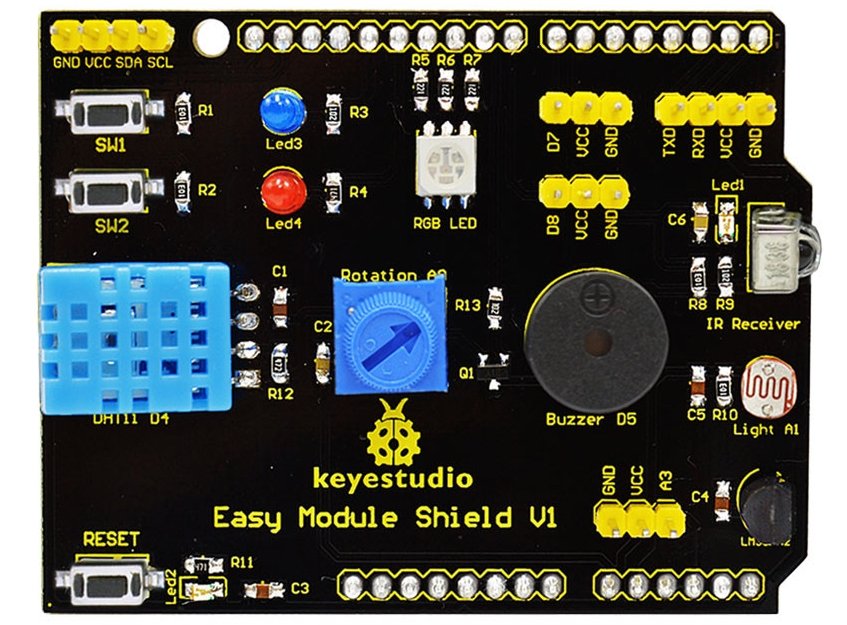 GND VCC SDA SCL
R5 R6 R7
R1
R3
SW1
Led3
D7
VCC
GND
TXD
RXD
VCC
GND
R2
R4
SW2
Led4
RGB LED
D8
VCC
GND
Led1
C6
R8 R9
IR Receiver
C1
Rotation
C2
R13
Q1
R12
DHT11 D4
Buzzer D5
C5 R10
Light A1
keyestudio
Easy Module Shield V1
GND
VCC
A3
C4
RESET
Led2
R11
471
C3